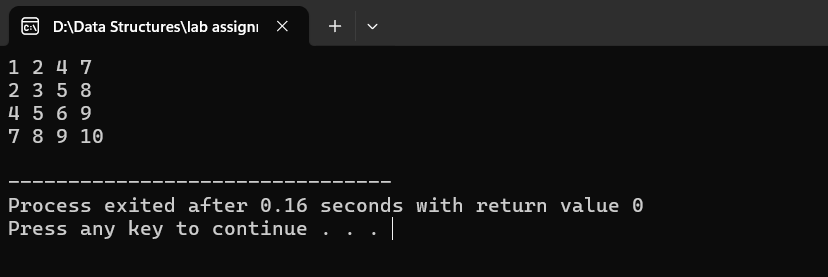 D:\Data Structures\lab assignr
1 2 4 7
2 3 5 8
4 5 6 9
7 8 9 10
--------------------------------
Process exited after 0.16 seconds with return value 0
Press any key to continue . . .